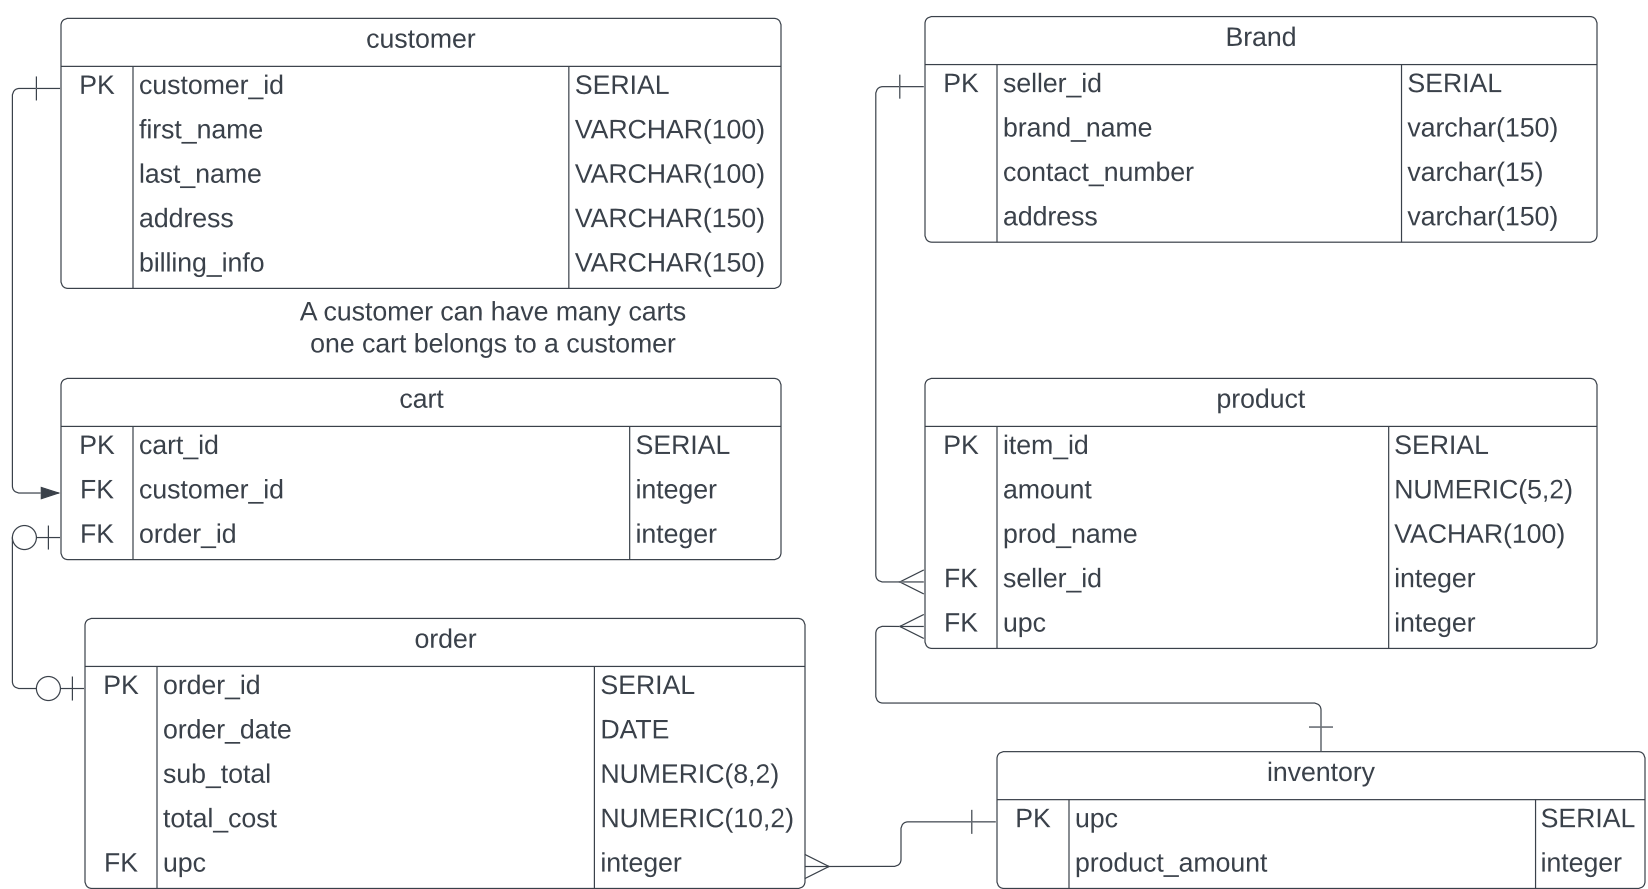 customer
PK customer_id SERIAL
first_name VARCHAR(100)
last_name VARCHAR(100)
address VARCHAR(150)
billing_info VARCHAR(150)
A customer can have many carts
one cart belongs to a customer
cart
PK cart_id SERIAL
FK customer_id integer
FK order_id integer
order
PK order_id SERIAL
order_date DATE
sub_total NUMERIC(8,2)
total_cost NUMERIC(10,2)
FK upc integer
Brand
PK seller_id SERIAL
brand_name varchar(150)
contact_number varchar(15)
address varchar(150)
product
PK item_id SERIAL
amount NUMERIC(5,2)
prod_name VACHAR(100)
FK seller_id integer
FK upc integer
inventory
PK upc SERIAL
product_amount integer